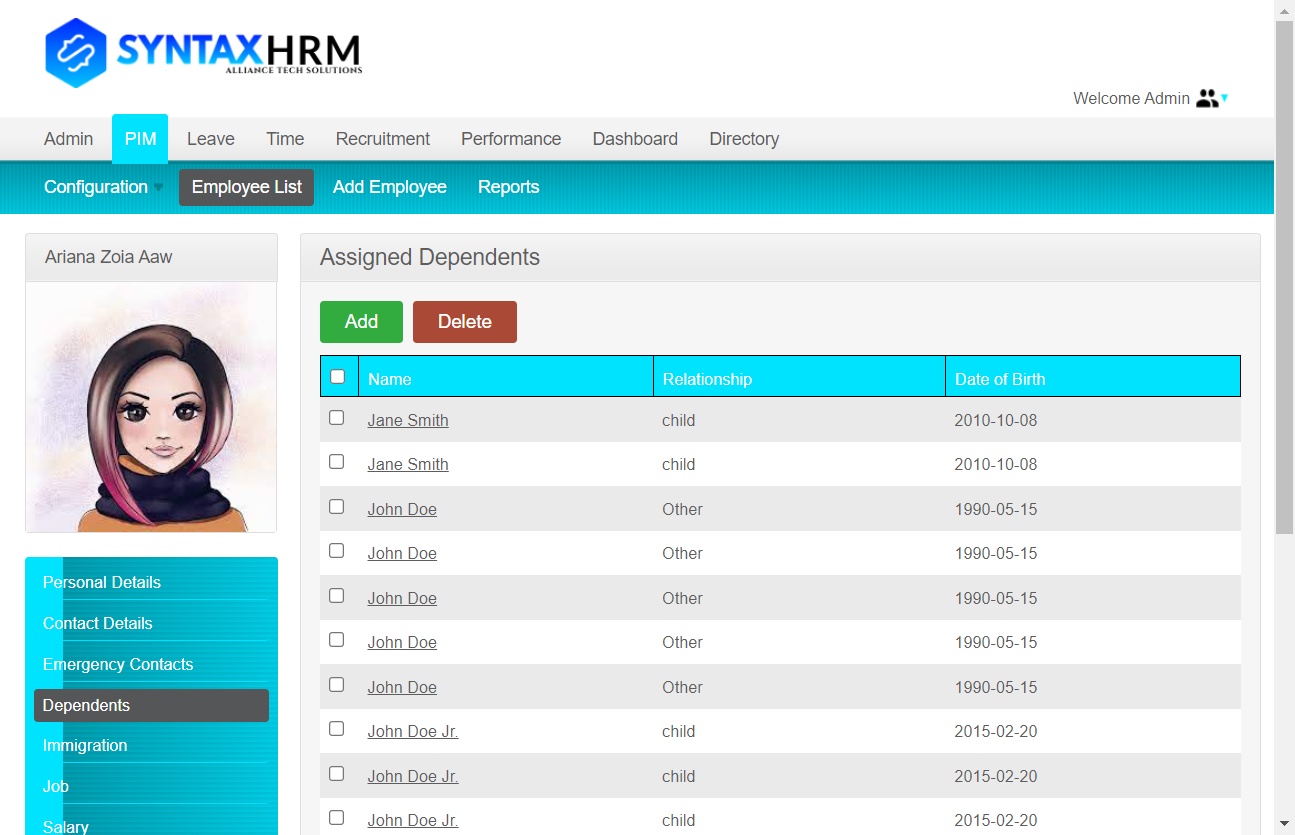 SYNTAXHRM
ALLIANCE TECH SOLUTIONS
Welcome Admin
Admin PIM Leave Time Recruitment Performance Dashboard Directory
Configuration Employee List Add Employee Reports
Ariana Zoia Aaw
Personal Details
Contact Details
Emergency Contacts
Dependents
Immigration
Job
Salary
Assigned Dependents
Add Delete
Name Relationship Date of Birth
Jane Smith child 2010-10-08
Jane Smith child 2010-10-08
John Doe Other 1990-05-15
John Doe Other 1990-05-15
John Doe Other 1990-05-15
John Doe Other 1990-05-15
John Doe Other 1990-05-15
John Doe Jr. child 2015-02-20
John Doe Jr. child 2015-02-20
John Doe Jr. child 2015-02-20